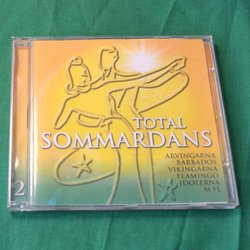 TOTAL
SOMMARDANS
ARVINGARNA
BARBADOS
VIKINGARNA
FLAMINGO
IDOLERNA
M FL
2